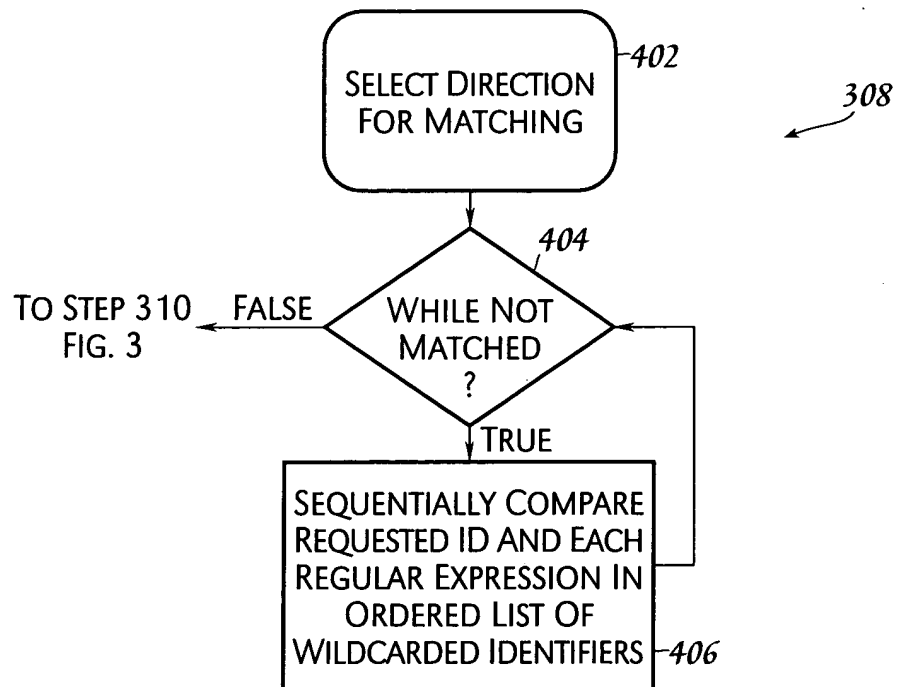 SELECT DIRECTION
FOR MATCHING
402
308
404
WHILE NOT
MATCHED
?
FALSE
TO STEP 310
FIG. 3
TRUE
SEQUENTIALLY COMPARE
REQUESTED ID AND EACH
REGULAR EXPRESSION IN
ORDERED LIST OF
WILDCARDED IDENTIFIERS
406